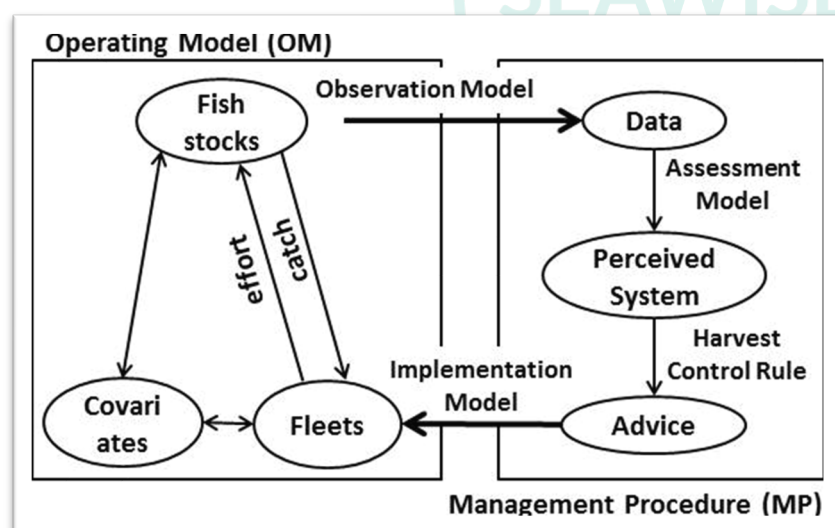 SEAWISE
Operating Model (OM)
Observation Model
Fish
stocks
Data
Assessment
Model
effort
catch
Perceived
System
Harvest
Control Rule
Implementation
Model
Covari
ates
Fleets
Advice
Management Procedure (MP)